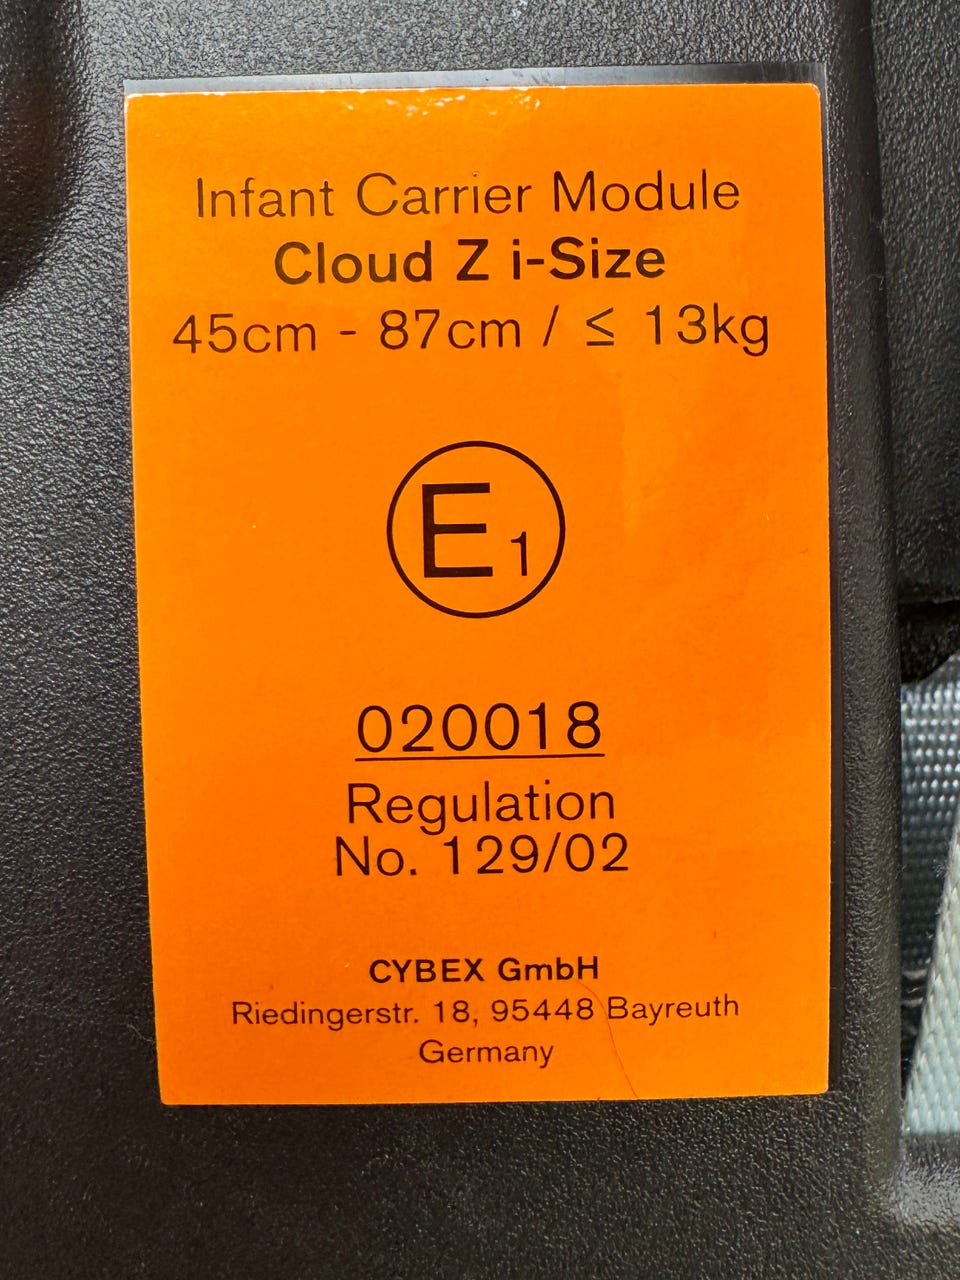 Infant Carrier Module
Cloud Z i-Size
45cm - 87cm / ≤ 13kg
E1
020018
Regulation
No. 129/02
CYBEX GmbH
Riedingerstr. 18, 95448 Bayreuth
Germany